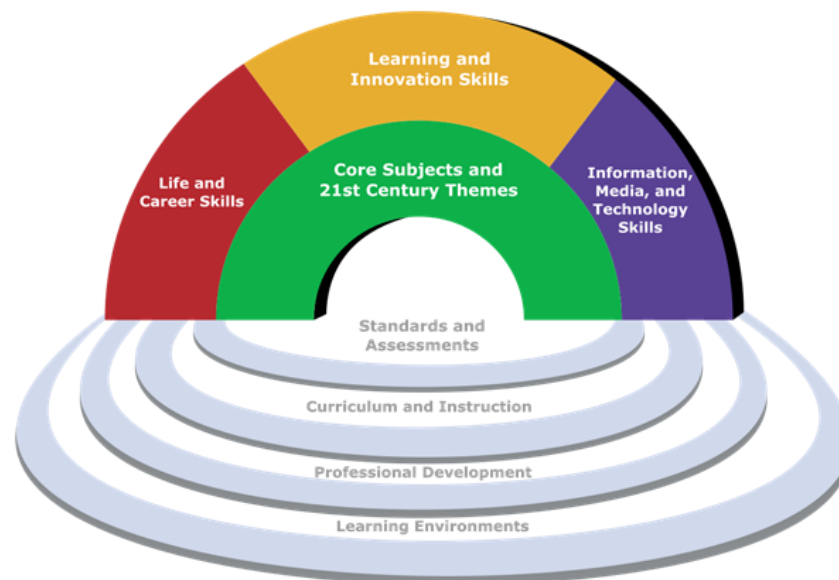 Learning and
Innovation Skills
Core Subjects and
21st Century Themes
Life and
Career Skills
Information,
Media, and
Technology
Skills
Standards and
Assessments
Curriculum and Instruction
Professional Development
Learning Environments